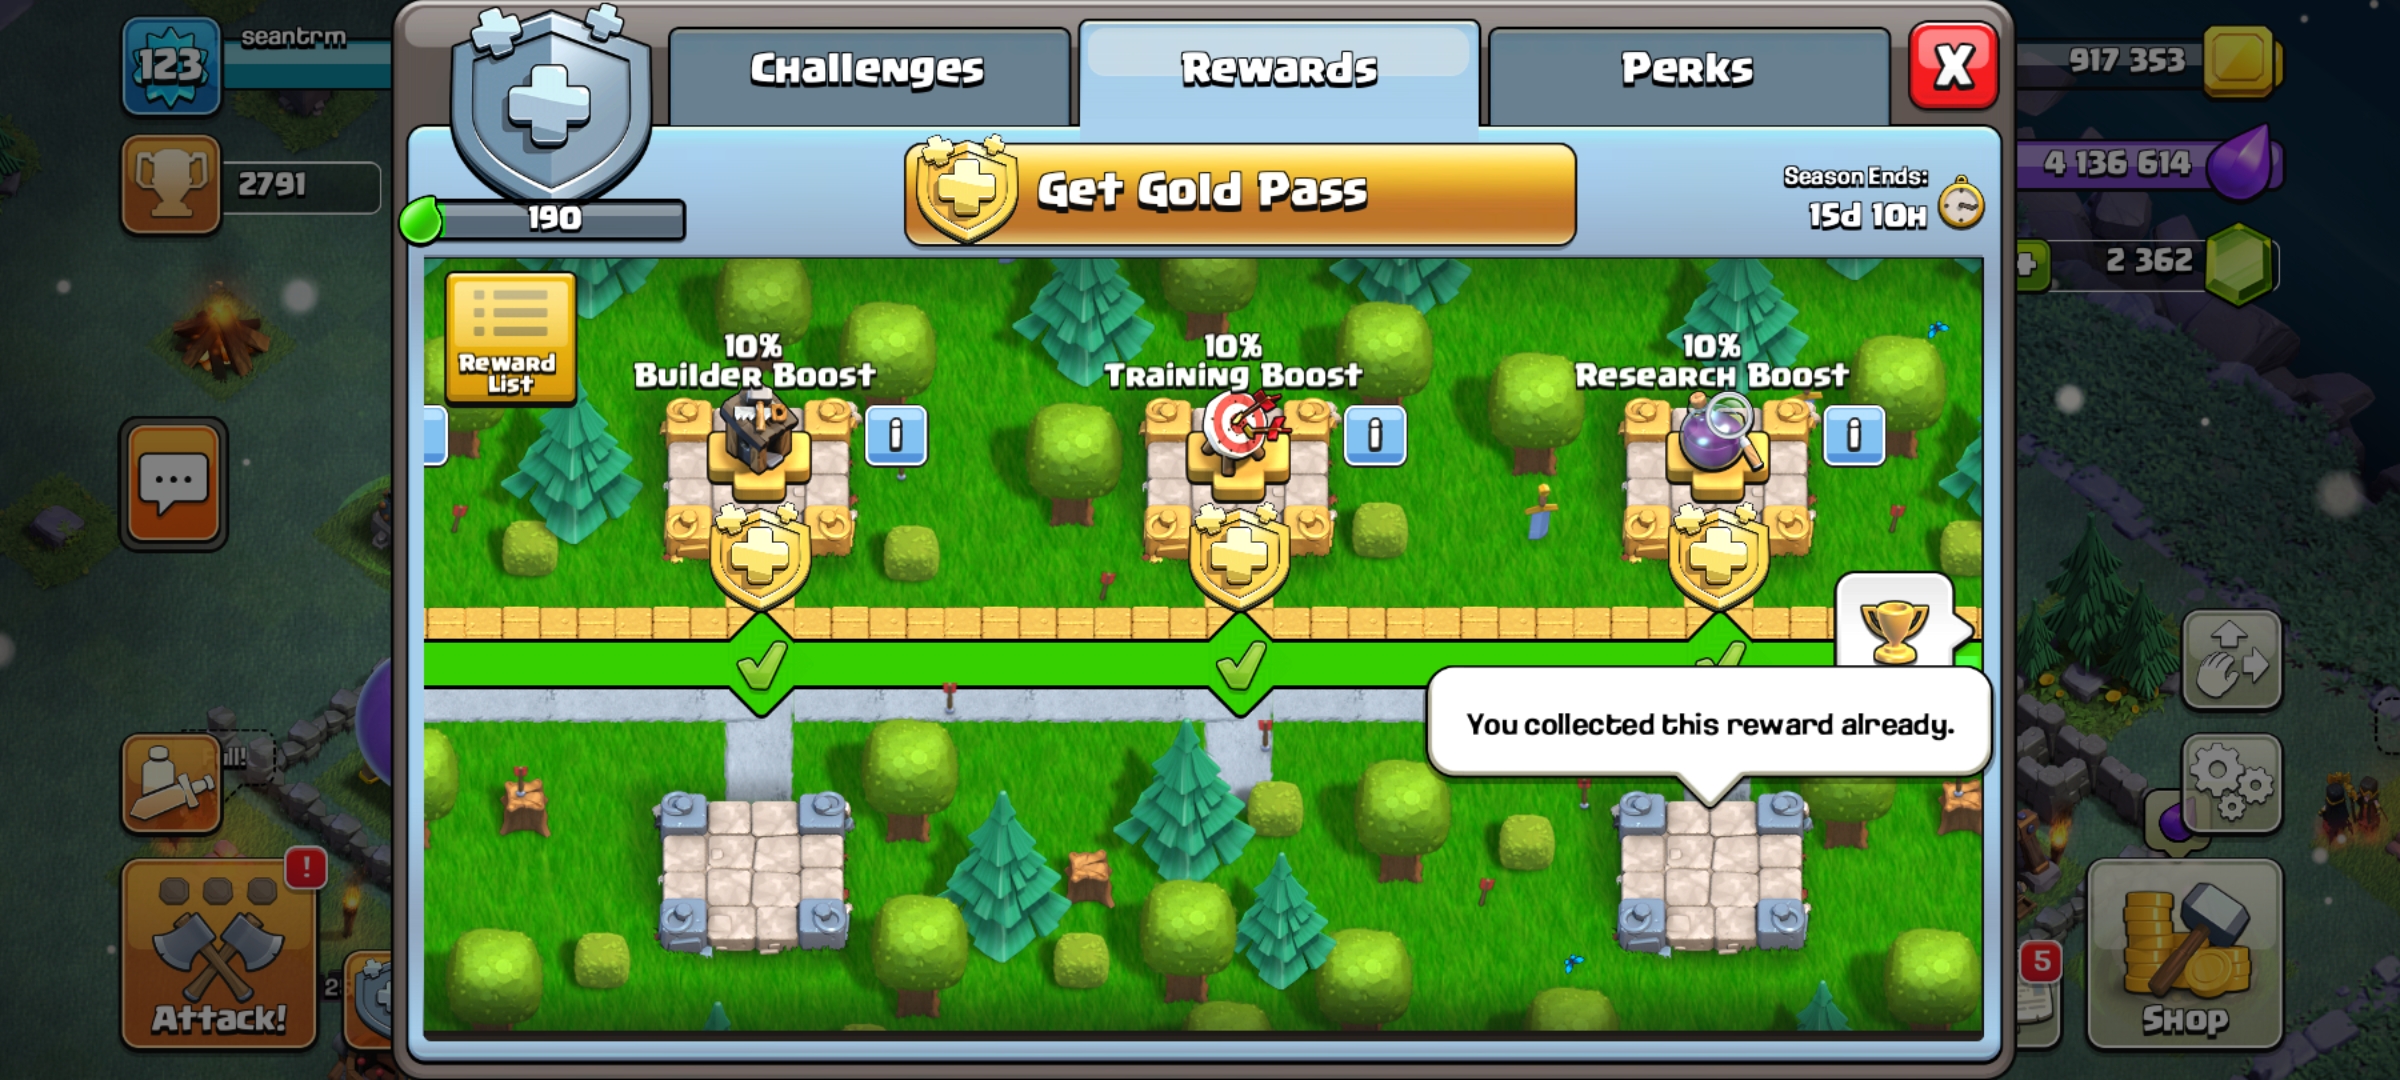 123
seantrm
2791
Challenges
Rewards
Perks
X
917 353
4 136 614
2 362
190
Get Gold Pass
Season Ends:
15d 10H
Reward
List
10%
Builder Boost
10%
Training Boost
10%
Research Boost
i
i
i
You collected this reward already.
!
Attack!
5
Shop